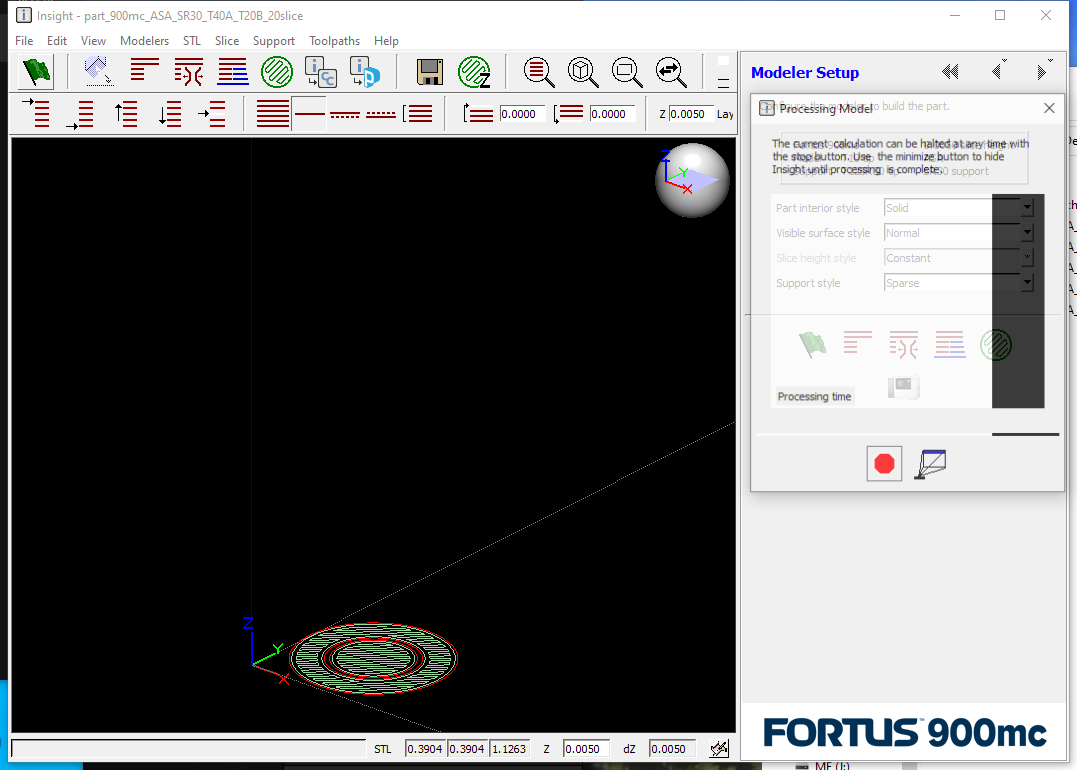 Insight - part_900mc_ASA_SR30_T40A_T20B_20slice
File Edit View Modelers STL Slice Support Toolpaths Help
0.0000 0.0000 Z 0.0050 Lay
Z
Y
X
Modeler Setup
Processing Model
to build the part.
The current calculation can be halted at any time with
the stop button. Use the minimize button to hide
Insight until processing is complete.
support
Part interior style Solid
Visible surface style Normal
Slice height style Constant
Support style Sparse
Processing time
Z
Y
X
STL 0.3904 0.3904 1.1263 Z 0.0050 dZ 0.0050
FORTUS 900mc
ME (J:)